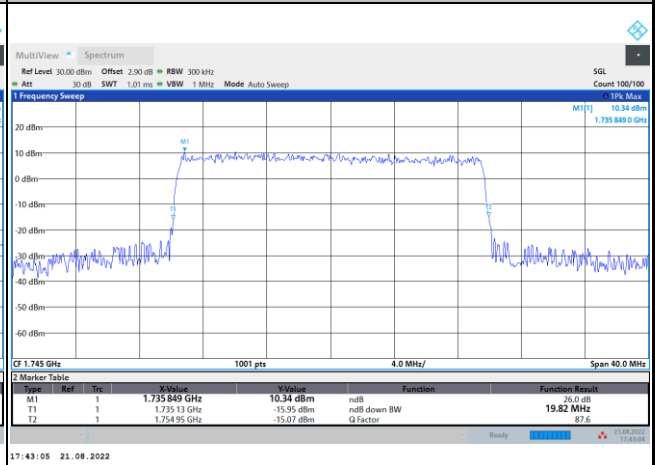 MultiView Spectrum
Ref Level 30.00 dBm Offset 2.90 dB RBW 300 kHz SGL
Att 30 dB SWT 1.01 ms VBW 1 MHz Mode Auto Sweep Count 100/100
1 Frequency Sweep 1Pk Max
M1[1] 10.34 dBm
1.735 849 0 GHz
20 dBm
M1
10 dBm
0 dBm
-10 dBm
T1 T2
-20 dBm
-30 dBm
-40 dBm
-50 dBm
-60 dBm
CF 1.745 GHz 1001 pts 4.0 MHz/ Span 40.0 MHz
2 Marker Table
Type Ref Trc X-Value Y-Value Function Function Result
M1 1 1.735 849 GHz 10.34 dBm ndB 26.0 dB
T1 1 1.735 13 GHz -15.95 dBm ndB down BW 19.82 MHz
T2 1 1.754 95 GHz -15.07 dBm Q Factor 87.6
Ready 21.08.2022
17:43:04
17:43:05 21.08.2022